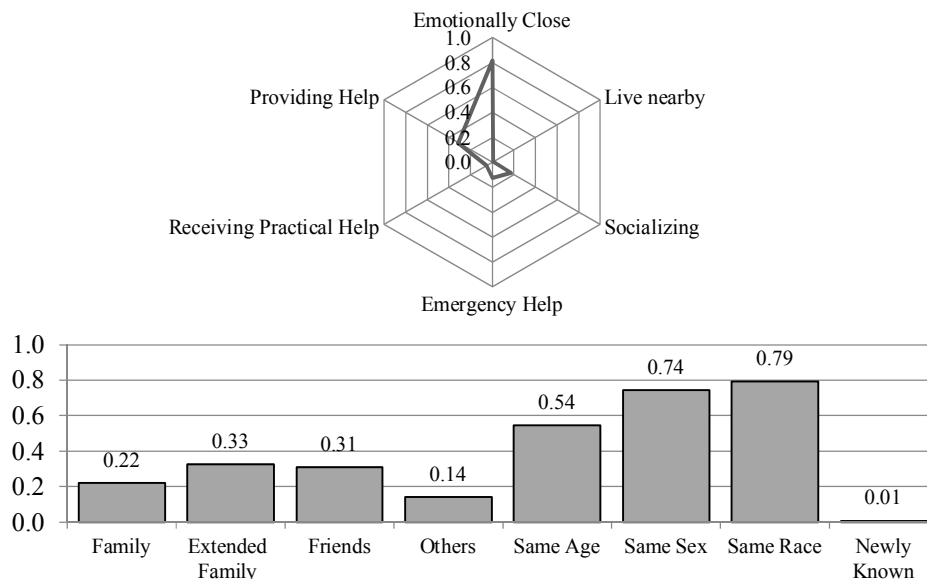 Emotionally Close
1.0
0.8
0.6
0.4
0.2
0.0
Providing Help
Live nearby
Receiving Practical Help
Socializing
Emergency Help
1.0
0.8
0.6
0.4
0.2
0.0
0.22
0.33
0.31
0.14
0.54
0.74
0.79
0.01
Family
Extended
Family
Friends
Others
Same Age
Same Sex
Same Race
Newly
Known